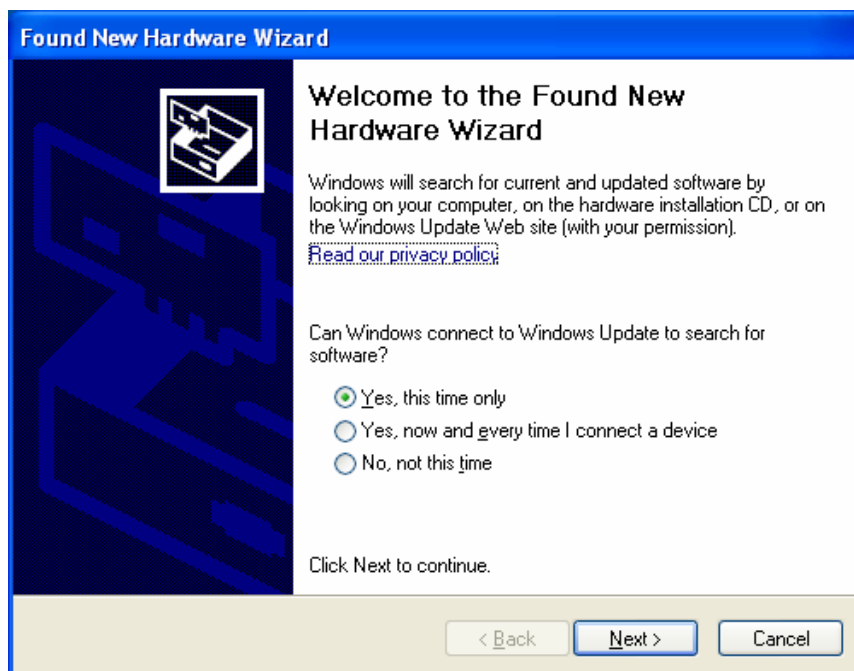 Found New Hardware Wizard
Welcome to the Found New
Hardware Wizard
Windows will search for current and updated software by
looking on your computer, on the hardware installation CD, or on
the Windows Update Web site (with your permission).
Read our privacy policy
Can Windows connect to Windows Update to search for
software?
Yes, this time only
Yes, now and every time I connect a device
No, not this time
Click Next to continue.
< Back Next > Cancel